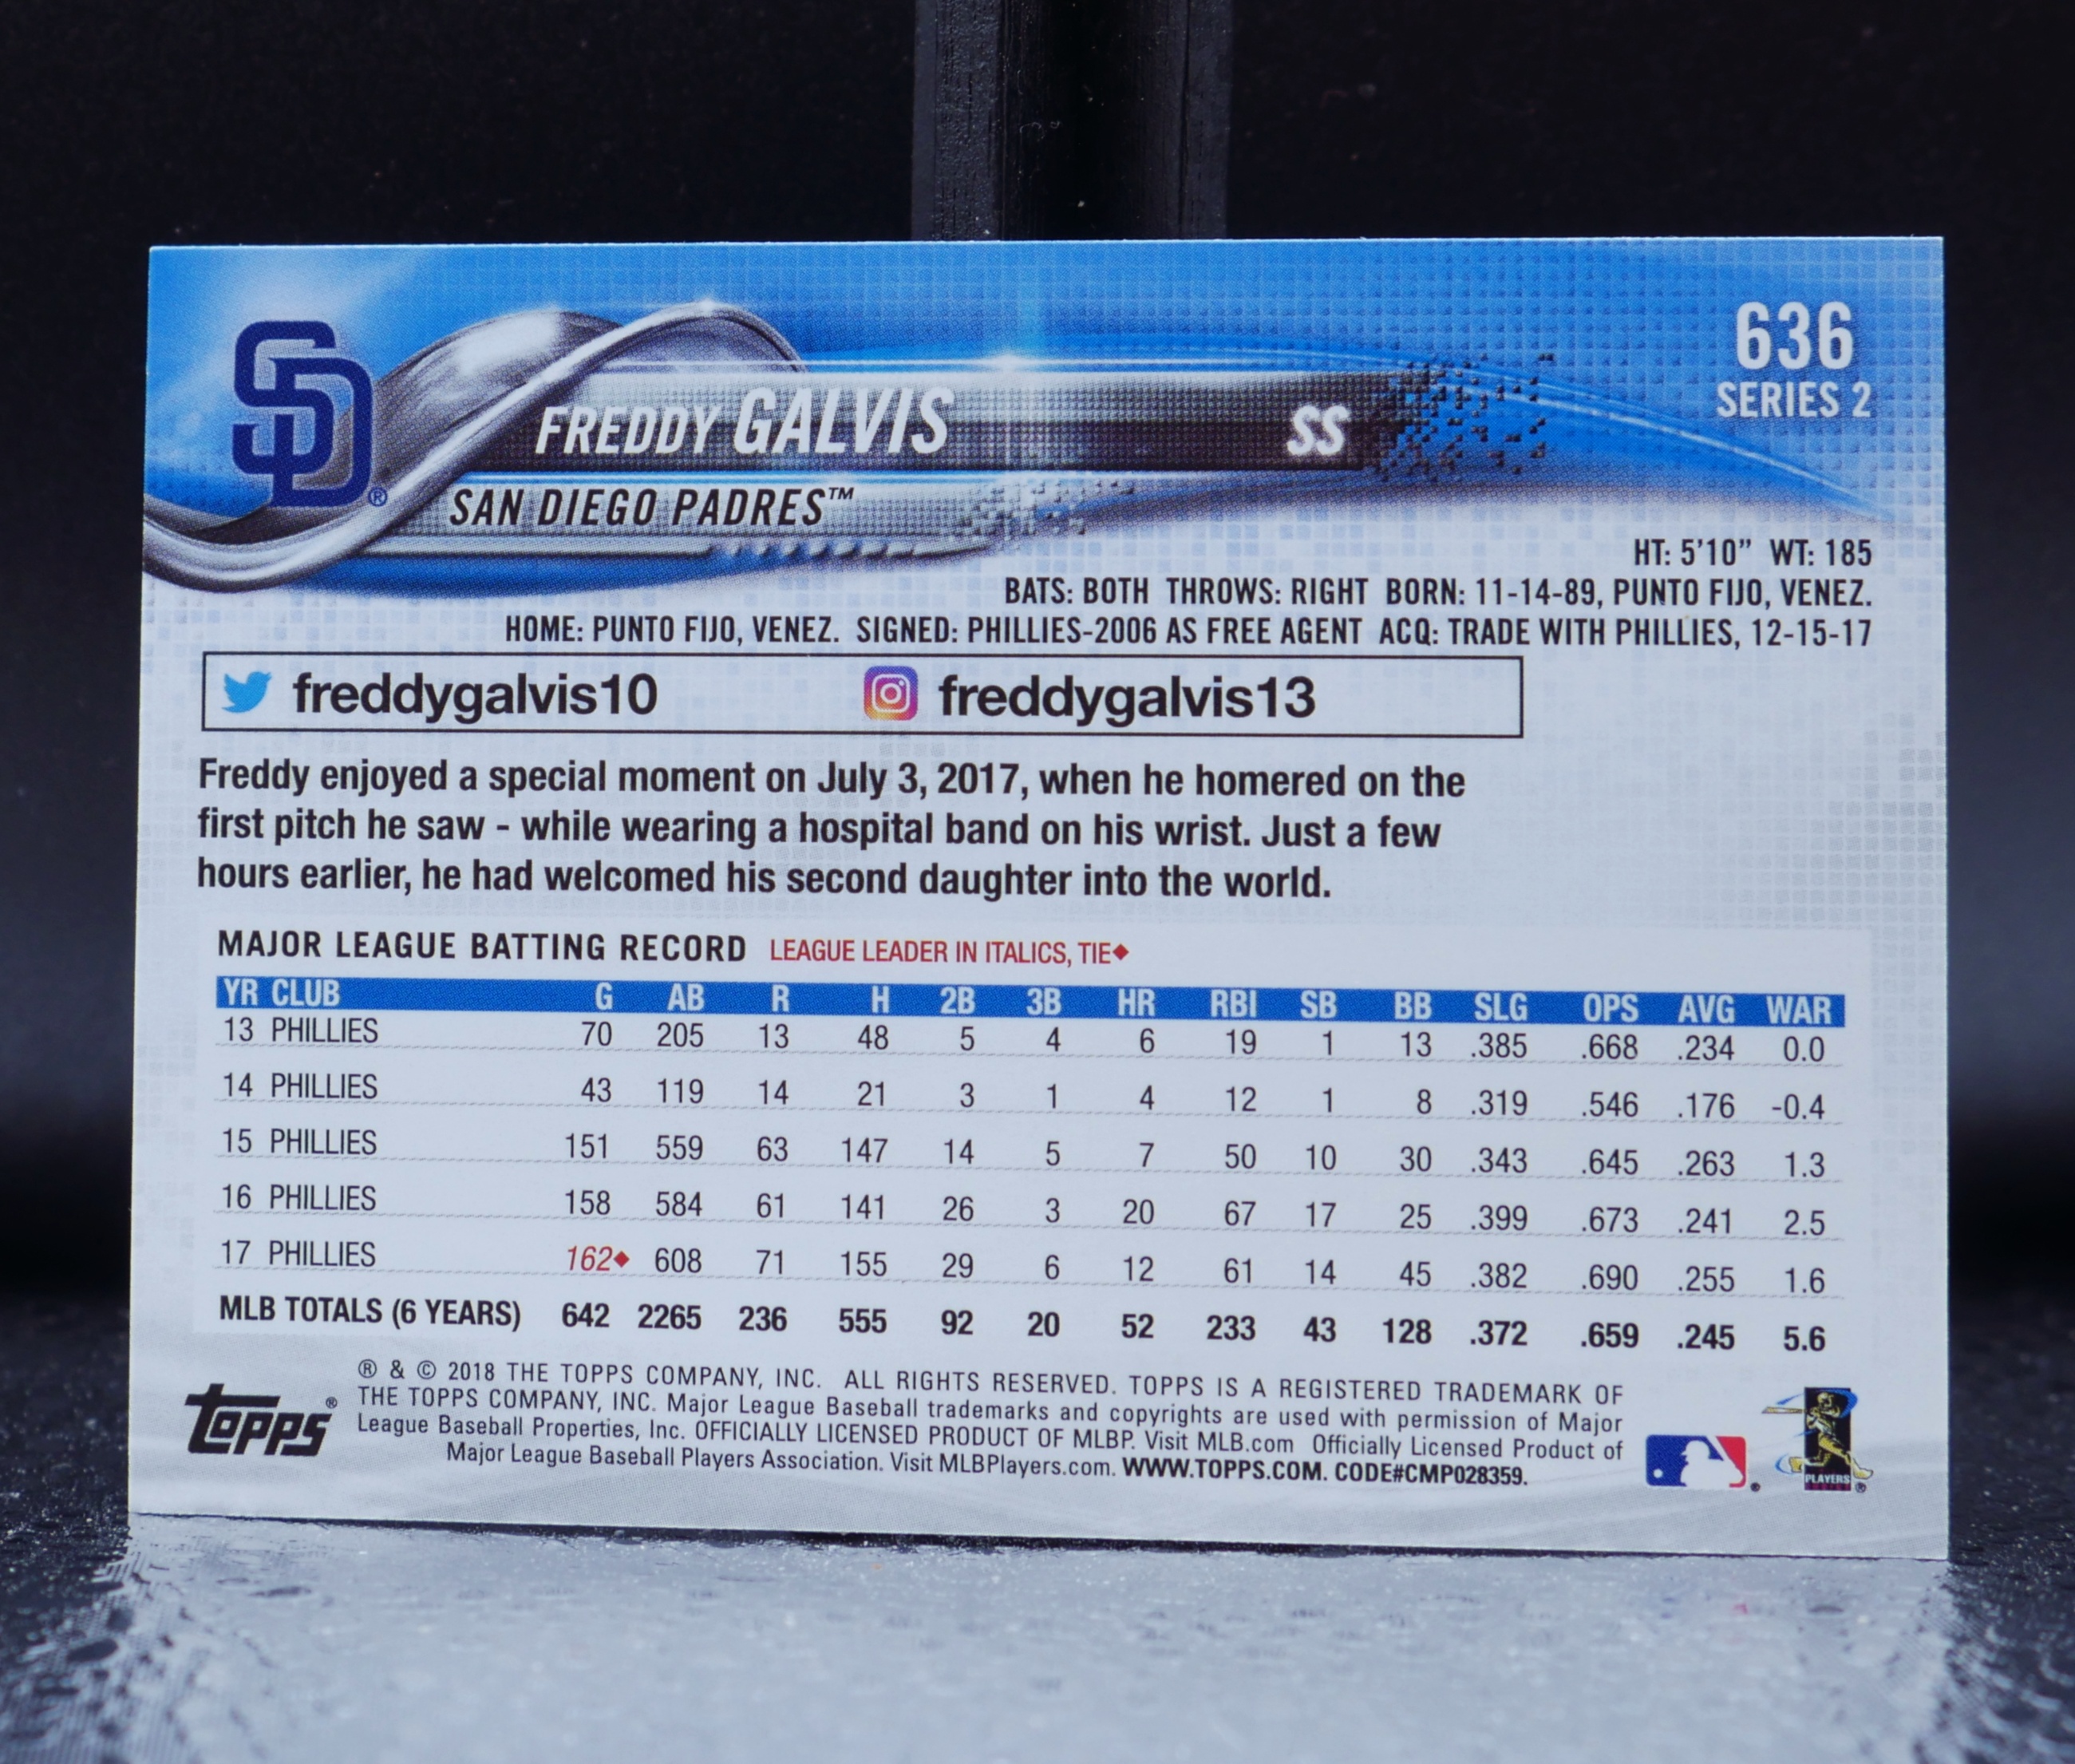 636
SERIES 2
SD®
FREDDY GALVIS SS
SAN DIEGO PADRES™
HT: 5'10" WT: 185
BATS: BOTH THROWS: RIGHT BORN: 11-14-89, PUNTO FIJO, VENEZ.
HOME: PUNTO FIJO, VENEZ. SIGNED: PHILLIES-2006 AS FREE AGENT ACQ: TRADE WITH PHILLIES, 12-15-17
freddygalvis10 freddygalvis13
Freddy enjoyed a special moment on July 3, 2017, when he homered on the
first pitch he saw - while wearing a hospital band on his wrist. Just a few
hours earlier, he had welcomed his second daughter into the world.
MAJOR LEAGUE BATTING RECORD LEAGUE LEADER IN ITALICS, TIE◆
YR CLUB G AB R H 2B 3B HR RBI SB BB SLG OPS AVG WAR
13 PHILLIES 70 205 13 48 5 4 6 19 1 13 .385 .668 .234 0.0
14 PHILLIES 43 119 14 21 3 1 4 12 1 8 .319 .546 .176 -0.4
15 PHILLIES 151 559 63 147 14 5 7 50 10 30 .343 .645 .263 1.3
16 PHILLIES 158 584 61 141 26 3 20 67 17 25 .399 .673 .241 2.5
17 PHILLIES 162◆ 608 71 155 29 6 12 61 14 45 .382 .690 .255 1.6
MLB TOTALS (6 YEARS) 642 2265 236 555 92 20 52 233 43 128 .372 .659 .245 5.6
® & © 2018 THE TOPPS COMPANY, INC. ALL RIGHTS RESERVED. TOPPS IS A REGISTERED TRADEMARK OF
THE TOPPS COMPANY, INC. Major League Baseball trademarks and copyrights are used with permission of Major
League Baseball Properties, Inc. OFFICIALLY LICENSED PRODUCT OF MLBP. Visit MLB.com Officially Licensed Product of
Major League Baseball Players Association. Visit MLBPlayers.com. WWW.TOPPS.COM. CODE#CMP028359.
Topps®
PLAYERS